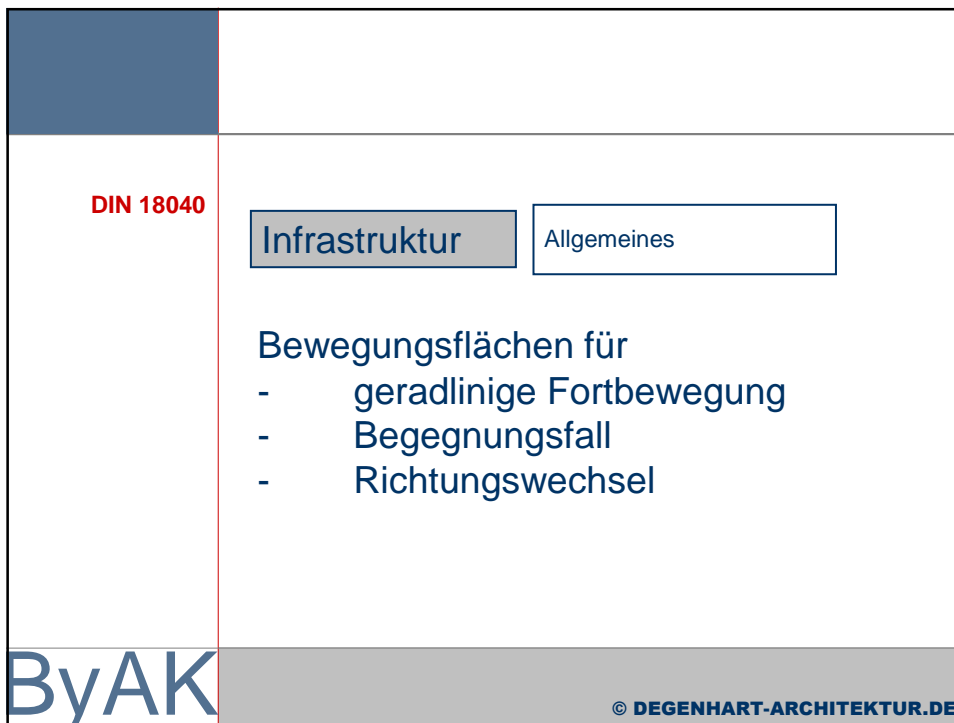 DIN 18040
Infrastruktur
Allgemeines
Bewegungsflächen für
- geradlinige Fortbewegung
- Begegnungsfall
- Richtungswechsel
ByAK
© DEGENHART-ARCHITEKTUR.DE